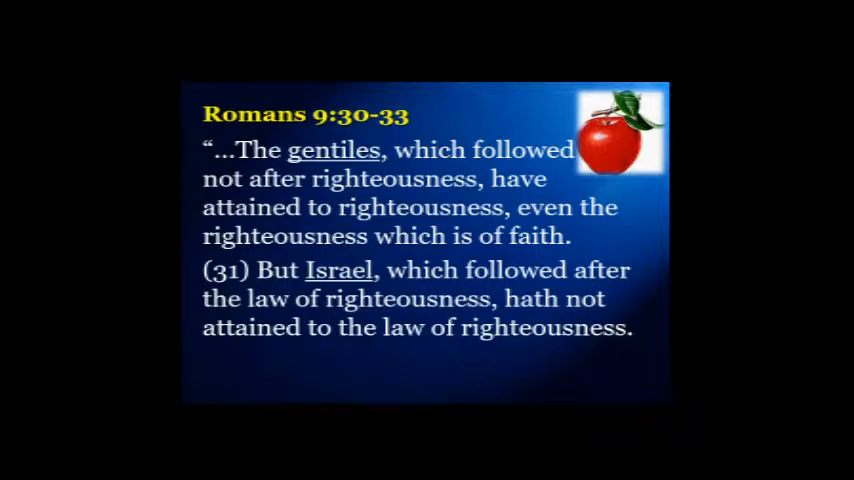 Romans 9:30-33
“...The gentiles, which followed
not after righteousness, have
attained to righteousness, even the
righteousness which is of faith.
(31) But Israel, which followed after
the law of righteousness, hath not
attained to the law of righteousness.